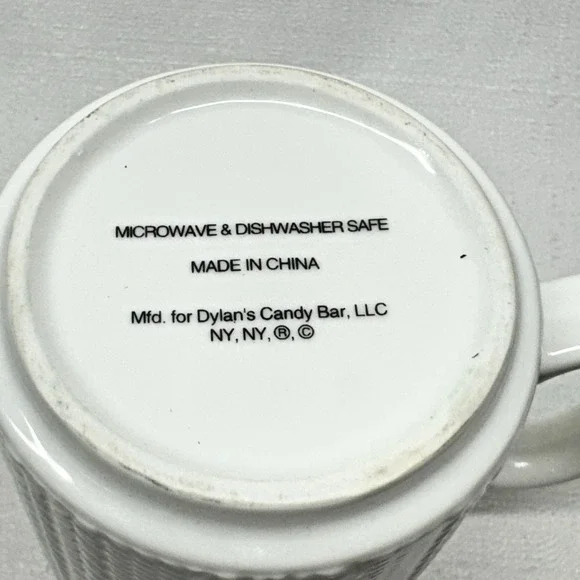 MICROWAVE & DISHWASHER SAFE
MADE IN CHINA
Mfd. for Dylan's Candy Bar, LLC
NY, NY, ®, ©